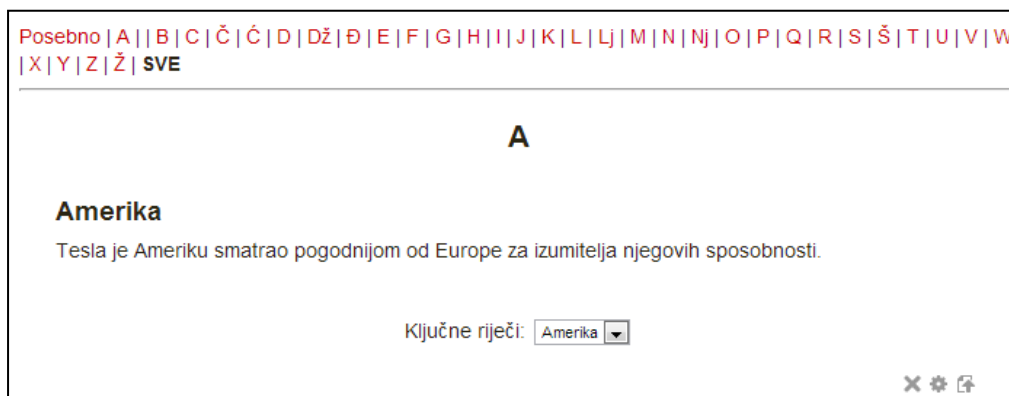 Posebno | A | | B | C | Č | Ć | D | Dž | Đ | E | F | G | H | I | J | K | L | Lj | M | N | Nj | O | P | Q | R | S | Š | T | U | V | W
| X | Y | Z | Ž | SVE
A
Amerika
Tesla je Ameriku smatrao pogodnijom od Europe za izumitelja njegovih sposobnosti.
Ključne riječi: Amerika